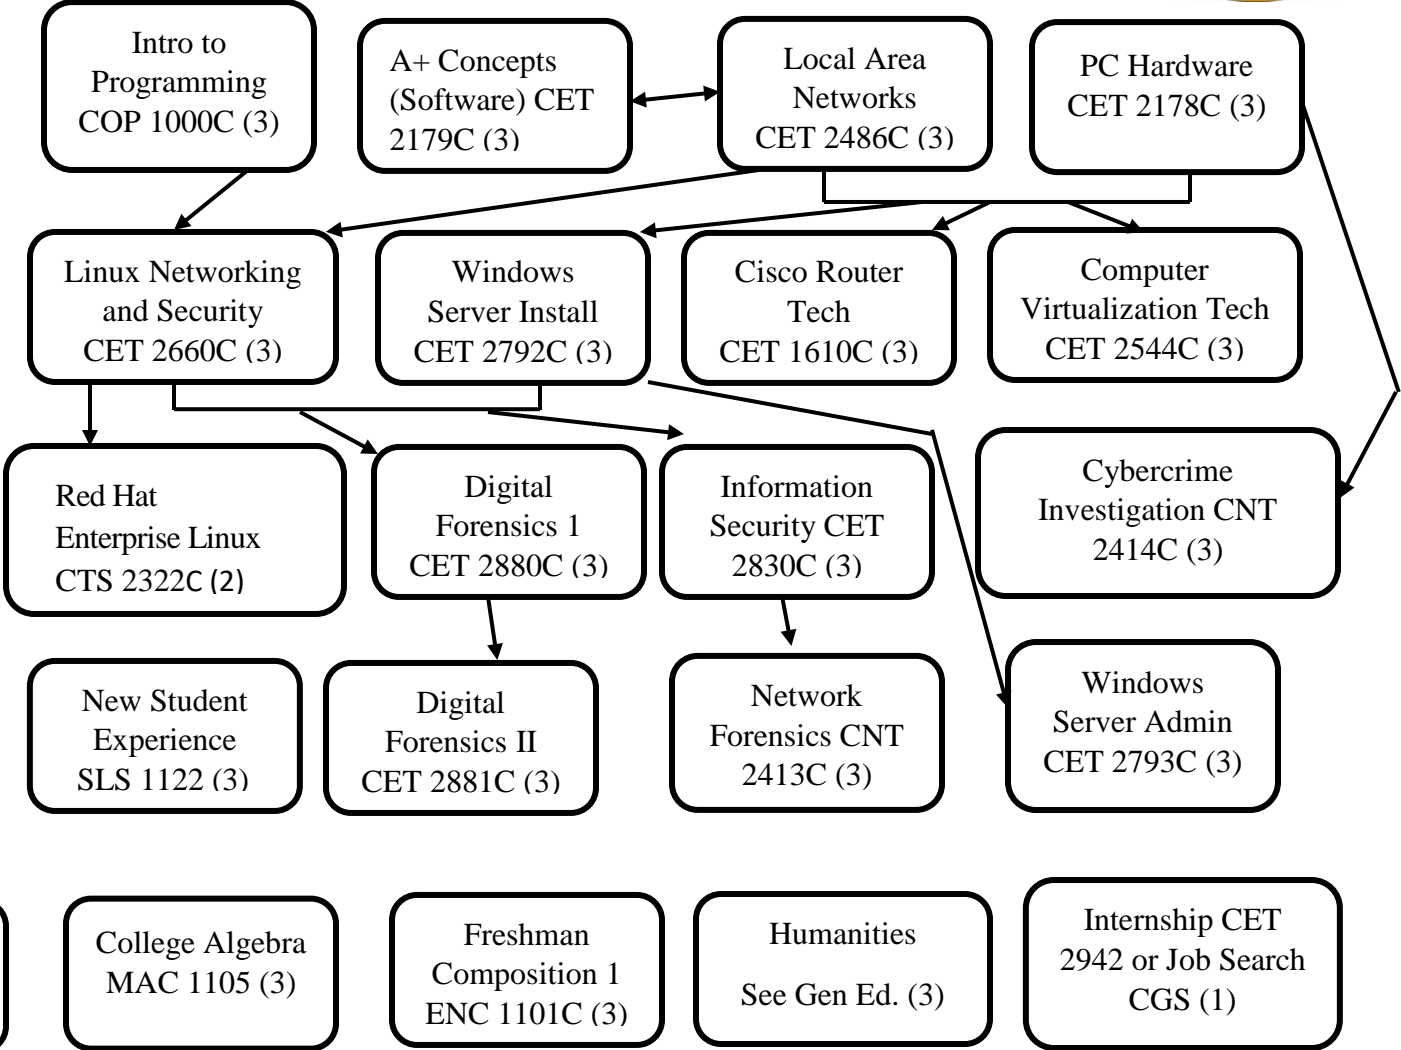 Intro to
Programming
COP 1000C (3)
A+ Concepts
(Software) CET
2179C (3)
Local Area
Networks
CET 2486C (3)
PC Hardware
CET 2178C (3)
Linux Networking
and Security
CET 2660C (3)
Windows
Server Install
CET 2792C (3)
Cisco Router
Tech
CET 1610C (3)
Computer
Virtualization Tech
CET 2544C (3)
Red Hat
Enterprise Linux
CTS 2322C (2)
Digital
Forensics 1
CET 2880C (3)
Information
Security CET
2830C (3)
Cybercrime
Investigation CNT
2414C (3)
New Student
Experience
SLS 1122 (3)
Digital
Forensics II
CET 2881C (3)
Network
Forensics CNT
2413C (3)
Windows
Server Admin
CET 2793C (3)
College Algebra
MAC 1105 (3)
Freshman
Composition 1
ENC 1101C (3)
Humanities
See Gen Ed. (3)
Internship CET
2942 or Job Search
CGS (1)